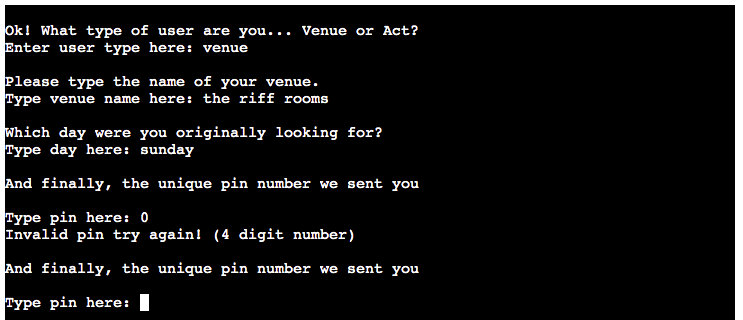 Ok! What type of user are you... Venue or Act?
Enter user type here: venue
Please type the name of your venue.
Type venue name here: the riff rooms
Which day were you originally looking for?
Type day here: sunday
And finally, the unique pin number we sent you
Type pin here: 0
Invalid pin try again! (4 digit number)
And finally, the unique pin number we sent you
Type pin here: